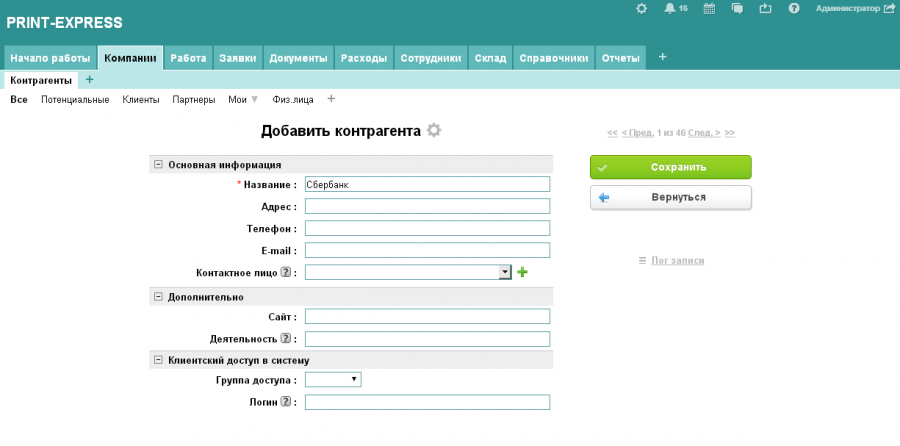 16 Администратор
PRINT-EXPRESS
Начало работы Компании Работа Заявки Документы Расходы Сотрудники Склад Справочники Отчеты +
Контрагенты +
Все Потенциальные Клиенты Партнеры Мои ▼ Физ.лица +
Добавить контрагента
<< < Пред. 1 из 46 След. > >>
Основная информация
Сохранить
* Название : Сбербанк
Вернуться
Адрес :
Телефон :
E-mail :
Лог записи
Контактное лицо ? :
Дополнительно
Сайт :
Деятельность ? :
Клиентский доступ в систему
Группа доступа :
Логин ? :